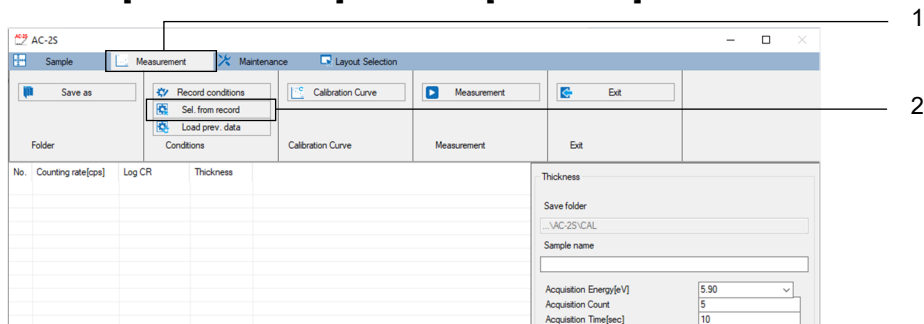 1
AC-2S AC-2S
Sample Measurement Maintenance Layout Selection
Save as Record conditions Calibration Curve Measurement Exit
Sel. from record
2
Load prev. data
Folder Conditions Calibration Curve Measurement Exit
No. Counting rate[cps] Log CR Thickness
Thickness
Save folder
...\AC-2S\CAL
Sample name
Acquisition Energy[eV] 5.90
Acquisition Count 5
Acquisition Time[sec] 10